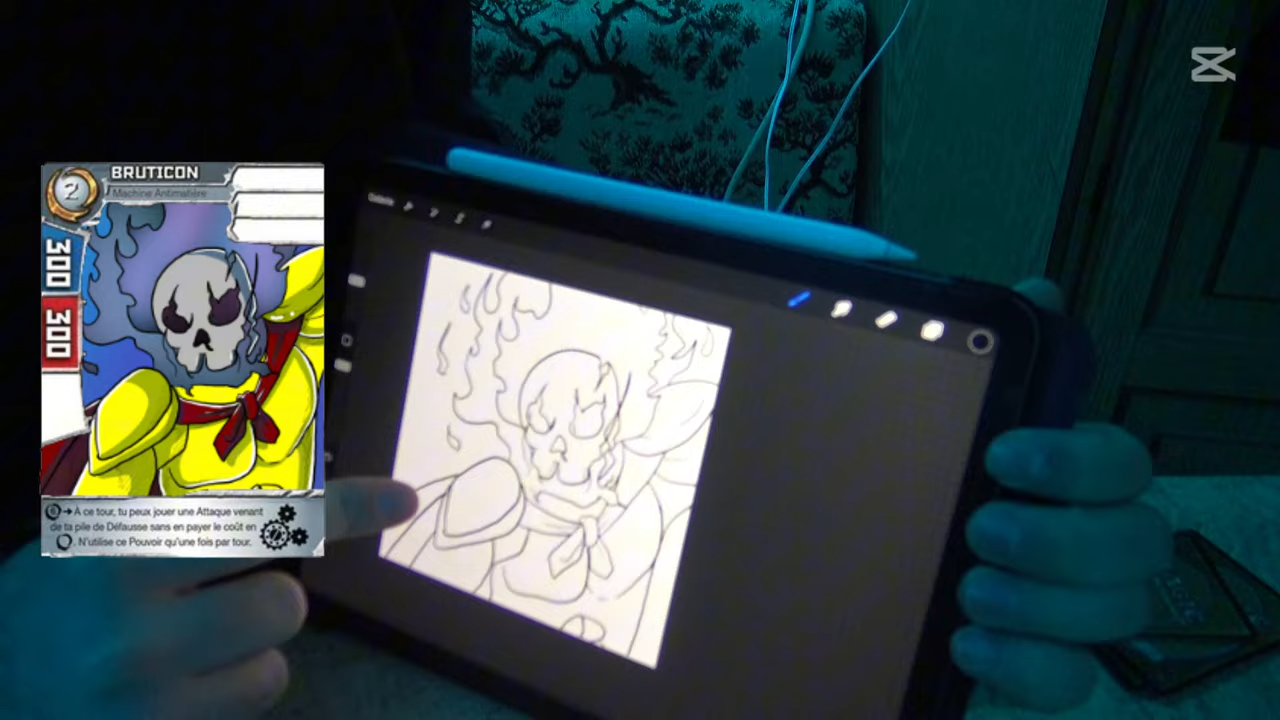 BRUTICON
2
Machine Antimatière
300
300
→ À ce tour, tu peux jouer une Attaque venant
de ta pile de Défausse sans en payer le coût en
. N'utilise ce Pouvoir qu'une fois par tour.